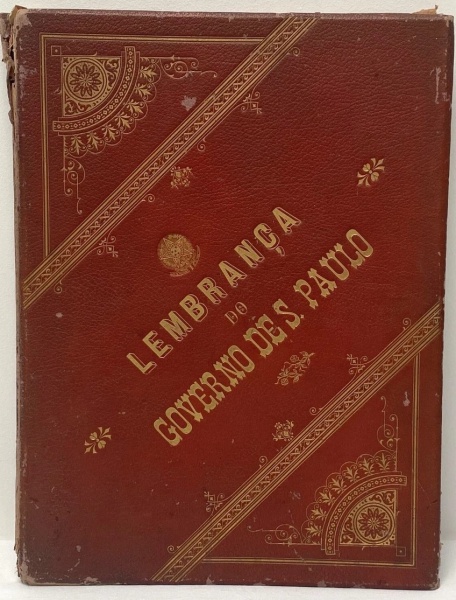 LEMBRANÇA
DO
GOVERNO DE S. PAULO